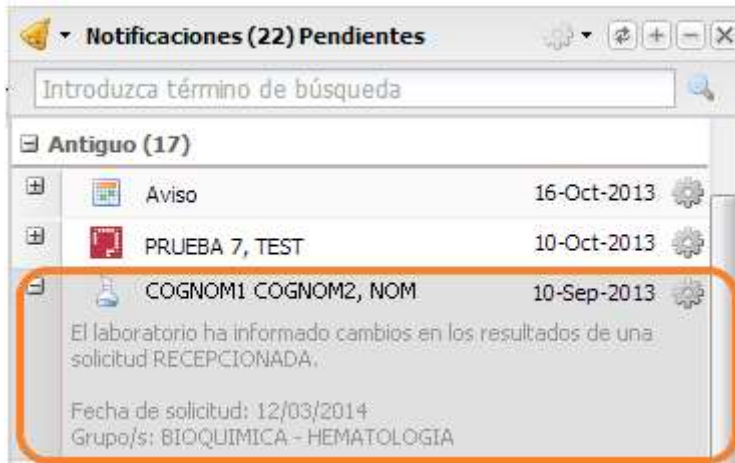 Notificaciones (22) Pendientes
Introduzca término de búsqueda
Antiguo (17)
Aviso 16-Oct-2013
PRUEBA 7, TEST 10-Oct-2013
COGNOM1 COGNOM2, NOM 10-Sep-2013
El laboratorio ha informado cambios en los resultados de una
solicitud RECEPCIONADA.
Fecha de solicitud: 12/03/2014
Grupo/s: BIOQUIMICA - HEMATOLOGIA